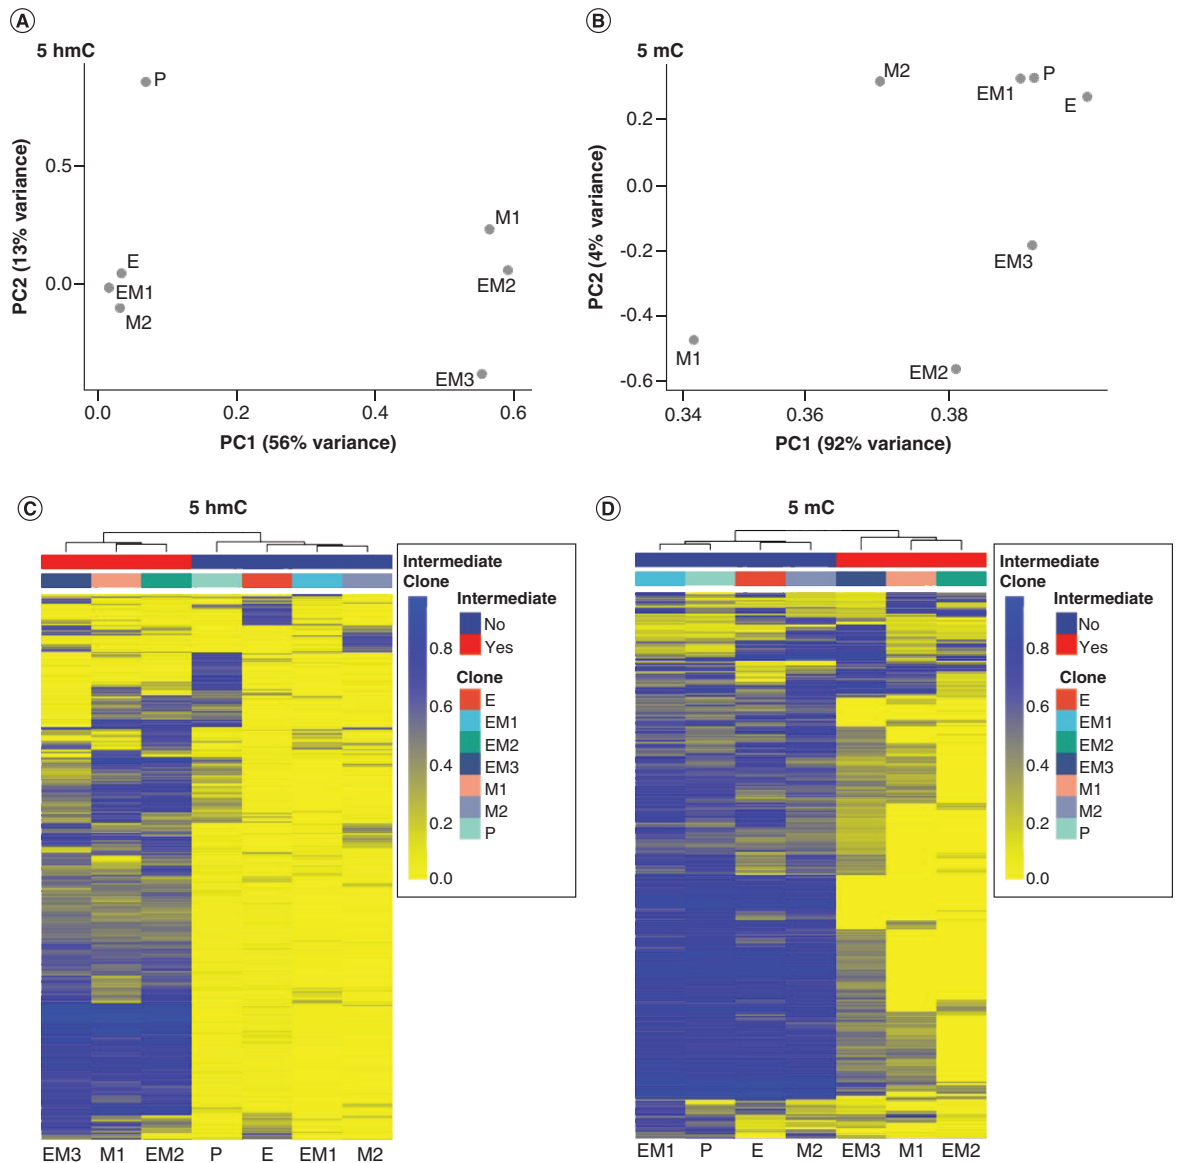 A
5 hmC
P
0.5
0.0
E
EM1
M2
M1
EM2
EM3
0.0
0.2
0.4
0.6
PC1 (56% variance)
PC2 (13% variance)
B
5 mC
M2
EM1
P
E
0.2
0.0
-0.2
-0.4
-0.6
EM3
M1
EM2
0.34
0.36
0.38
PC1 (92% variance)
PC2 (4% variance)
C
5 hmC
Intermediate
Clone
Intermediate
No
Yes
0.8
0.6
0.4
0.2
0.0
Clone
E
EM1
EM2
EM3
M1
M2
P
EM3 M1 EM2 P E EM1 M2
D
5 mC
Intermediate
Clone
Intermediate
No
Yes
0.8
0.6
0.4
0.2
0.0
Clone
E
EM1
EM2
EM3
M1
M2
P
EM1 P E M2 EM3 M1 EM2